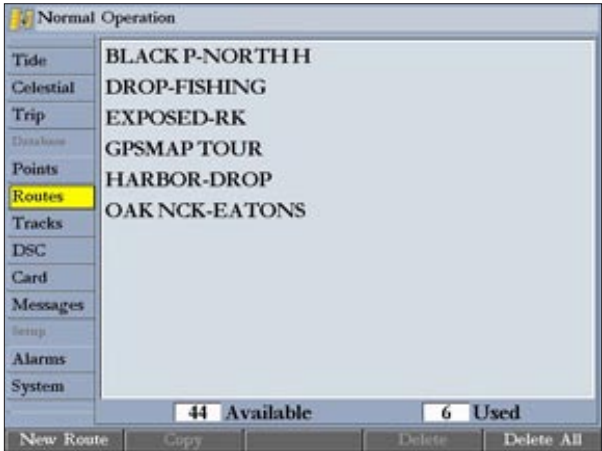 Normal Operation
Tide
Celestial
Trip
Database
Points
Routes
Tracks
DSC
Card
Messages
Setup
Alarms
System
BLACK P-NORTH H
DROP-FISHING
EXPOSED-RK
GPSMAP TOUR
HARBOR-DROP
OAK NCK-EATONS
44 Available 6 Used
New Route Copy Delete Delete All